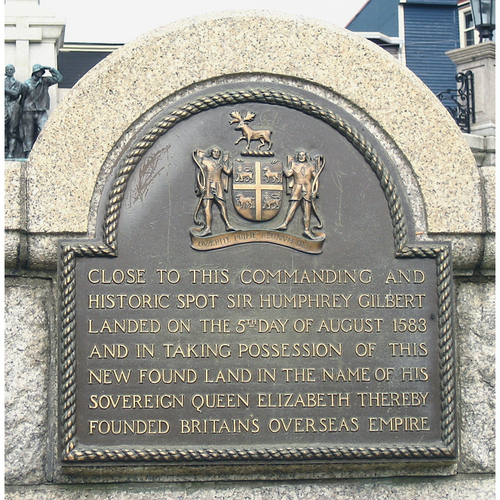 CLOSE TO THIS COMMANDING AND
HISTORIC SPOT SIR HUMPHREY GILBERT
LANDED ON THE 5TH DAY OF AUGUST 1583
AND IN TAKING POSSESSION OF THIS
NEW FOUND LAND IN THE NAME OF HIS
SOVEREIGN QUEEN ELIZABETH THEREBY
FOUNDED BRITAIN'S OVERSEAS EMPIRE